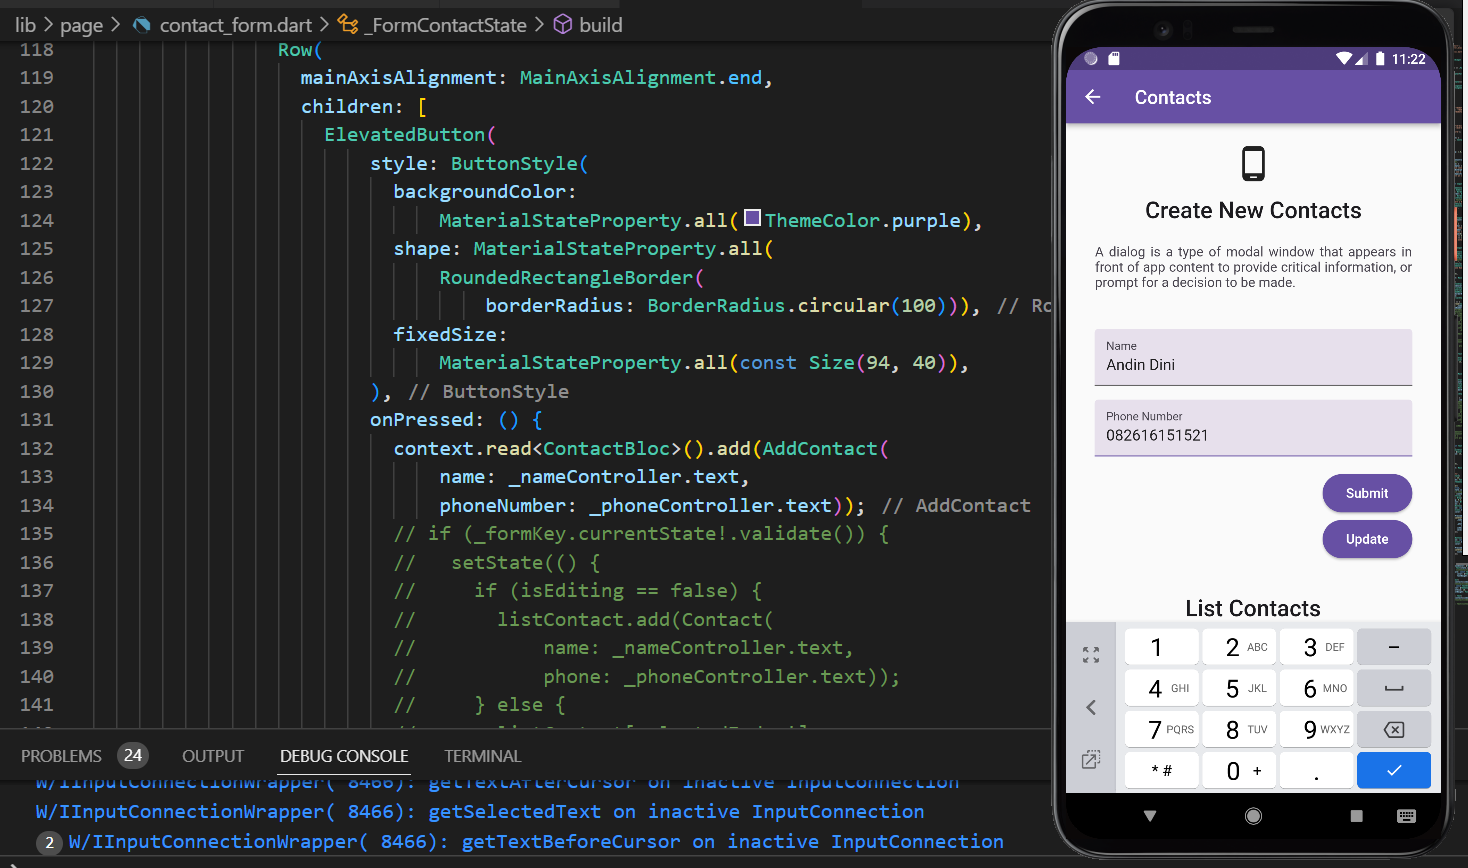 lib > page > contact_form.dart > _FormContactState > build
118 Row(
119 mainAxisAlignment: MainAxisAlignment.end,
120 children: [
121 ElevatedButton(
122 style: ButtonStyle(
123 backgroundColor:
124 MaterialStateProperty.all(ThemeColor.purple),
125 shape: MaterialStateProperty.all(
126 RoundedRectangleBorder(
127 borderRadius: BorderRadius.circular(100))), // Ro
128 fixedSize:
129 MaterialStateProperty.all(const Size(94, 40)),
130 ), // ButtonStyle
131 onPressed: () {
132 context.read<ContactBloc>().add(AddContact(
133 name: _nameController.text,
134 phoneNumber: _phoneController.text)); // AddContact
135 // if (_formKey.currentState!.validate()) {
136 // setState(() {
137 // if (isEditing == false) {
138 // listContact.add(Contact(
139 // name: _nameController.text,
140 // phone: _phoneController.text));
141 // } else {
PROBLEMS 24 OUTPUT DEBUG CONSOLE TERMINAL
W/IInputConnectionWrapper( 8466): getTextAfterCursor on inactive InputConnection
W/IInputConnectionWrapper( 8466): getSelectedText on inactive InputConnection
2 W/IInputConnectionWrapper( 8466): getTextBeforeCursor on inactive InputConnection
11:22
Contacts
Create New Contacts
A dialog is a type of modal window that appears in
front of app content to provide critical information, or
prompt for a decision to be made.
Name
Andin Dini
Phone Number
082616151521
Submit
Update
List Contacts
1 2 ABC 3 DEF −
4 GHI 5 JKL 6 MNO
7 PQRS 8 TUV 9 WXYZ
* # 0 + .